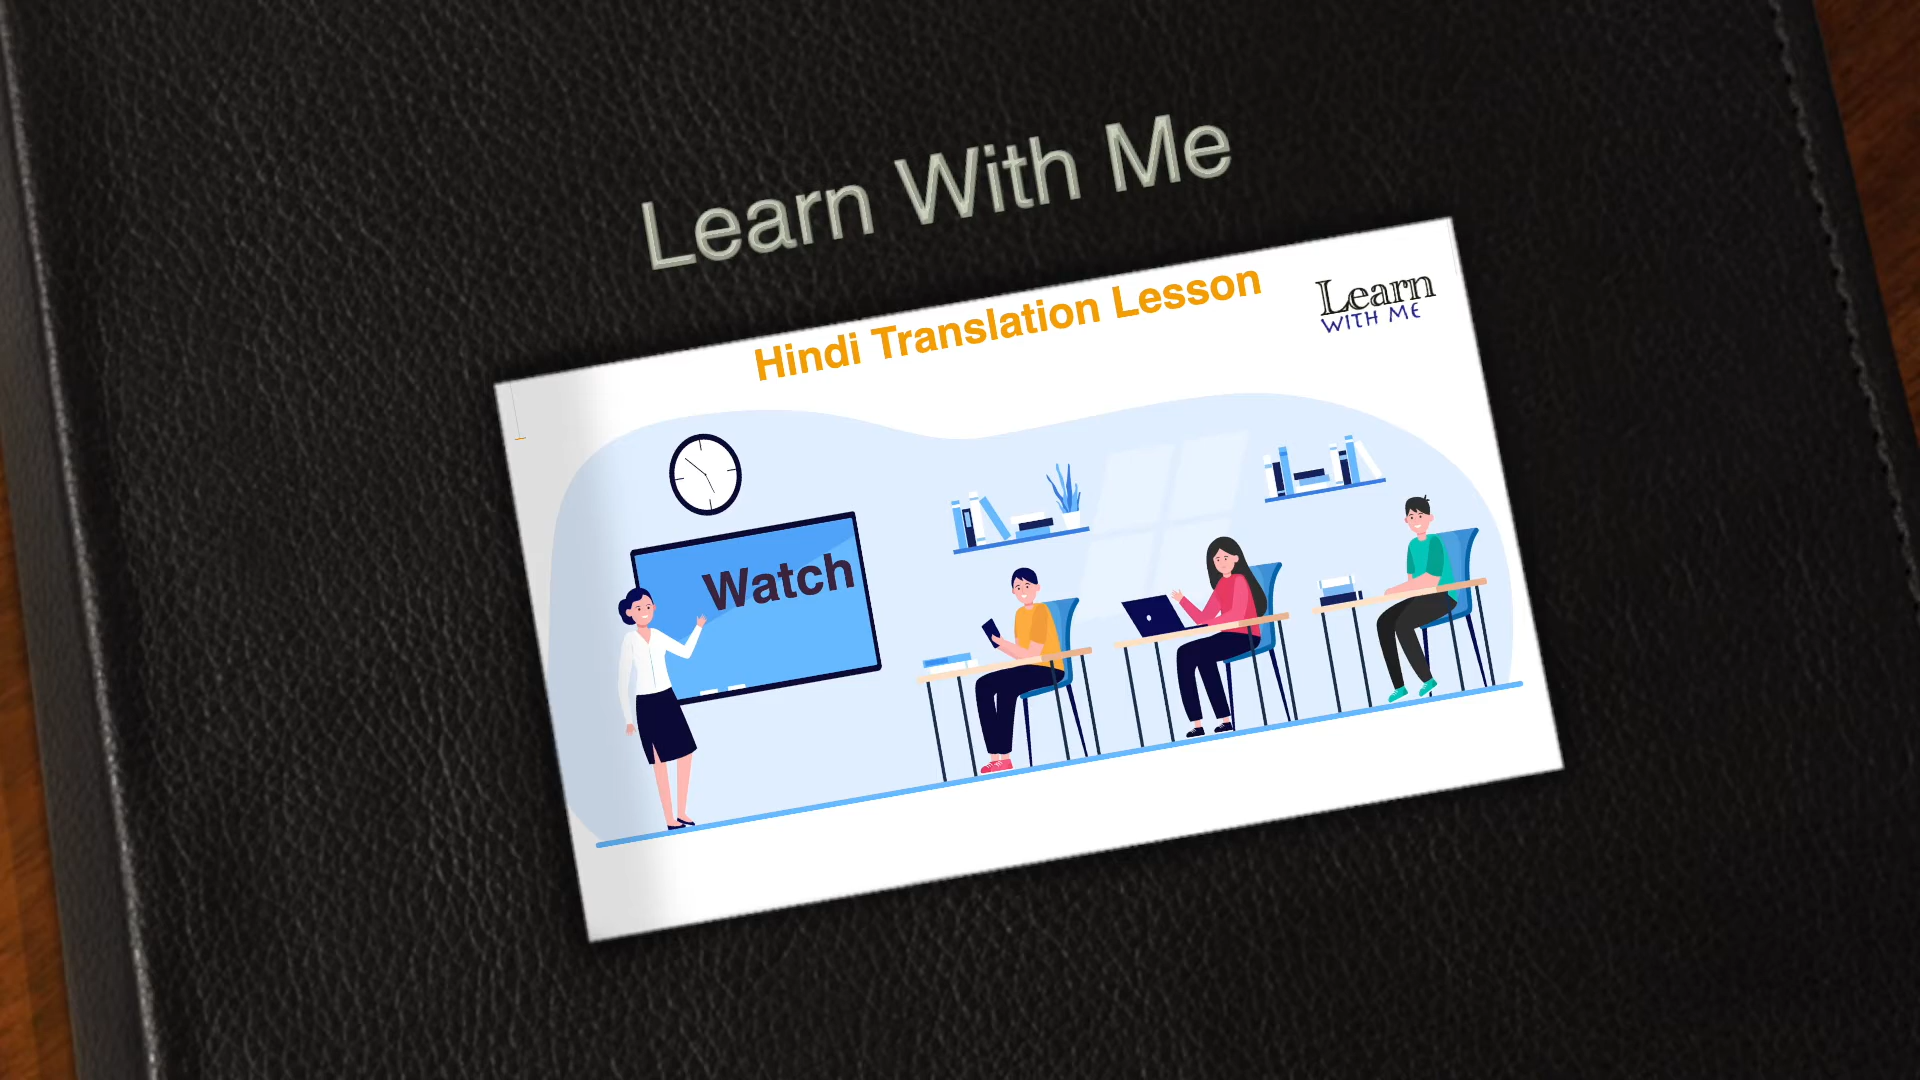 Learn With Me
Hindi Translation Lesson
Learn
WITH ME
Watch